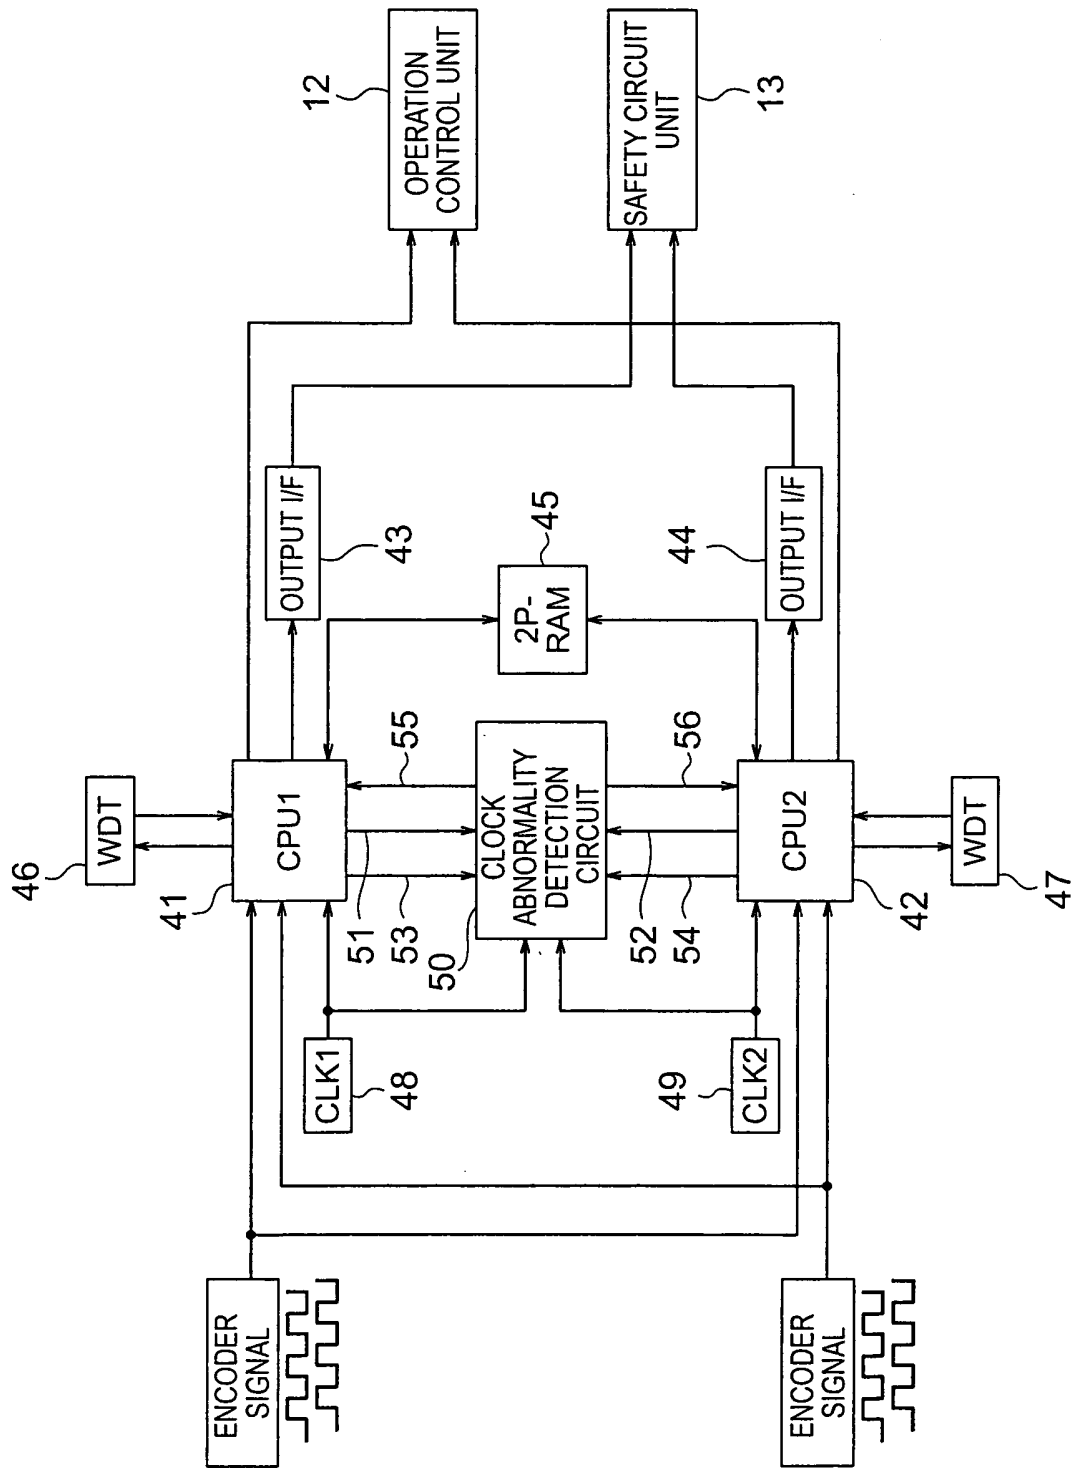 ENCODER
SIGNAL
ENCODER
SIGNAL
46
WDT
41
CPU1
CLK1
48
51
53
55
50
CLOCK
ABNORMALITY
DETECTION
CIRCUIT
52
54
56
49
CLK2
CPU2
42
WDT
47
OUTPUT I/F
43
45
2P-
RAM
44
OUTPUT I/F
12
OPERATION
CONTROL UNIT
SAFETY CIRCUIT
UNIT
13